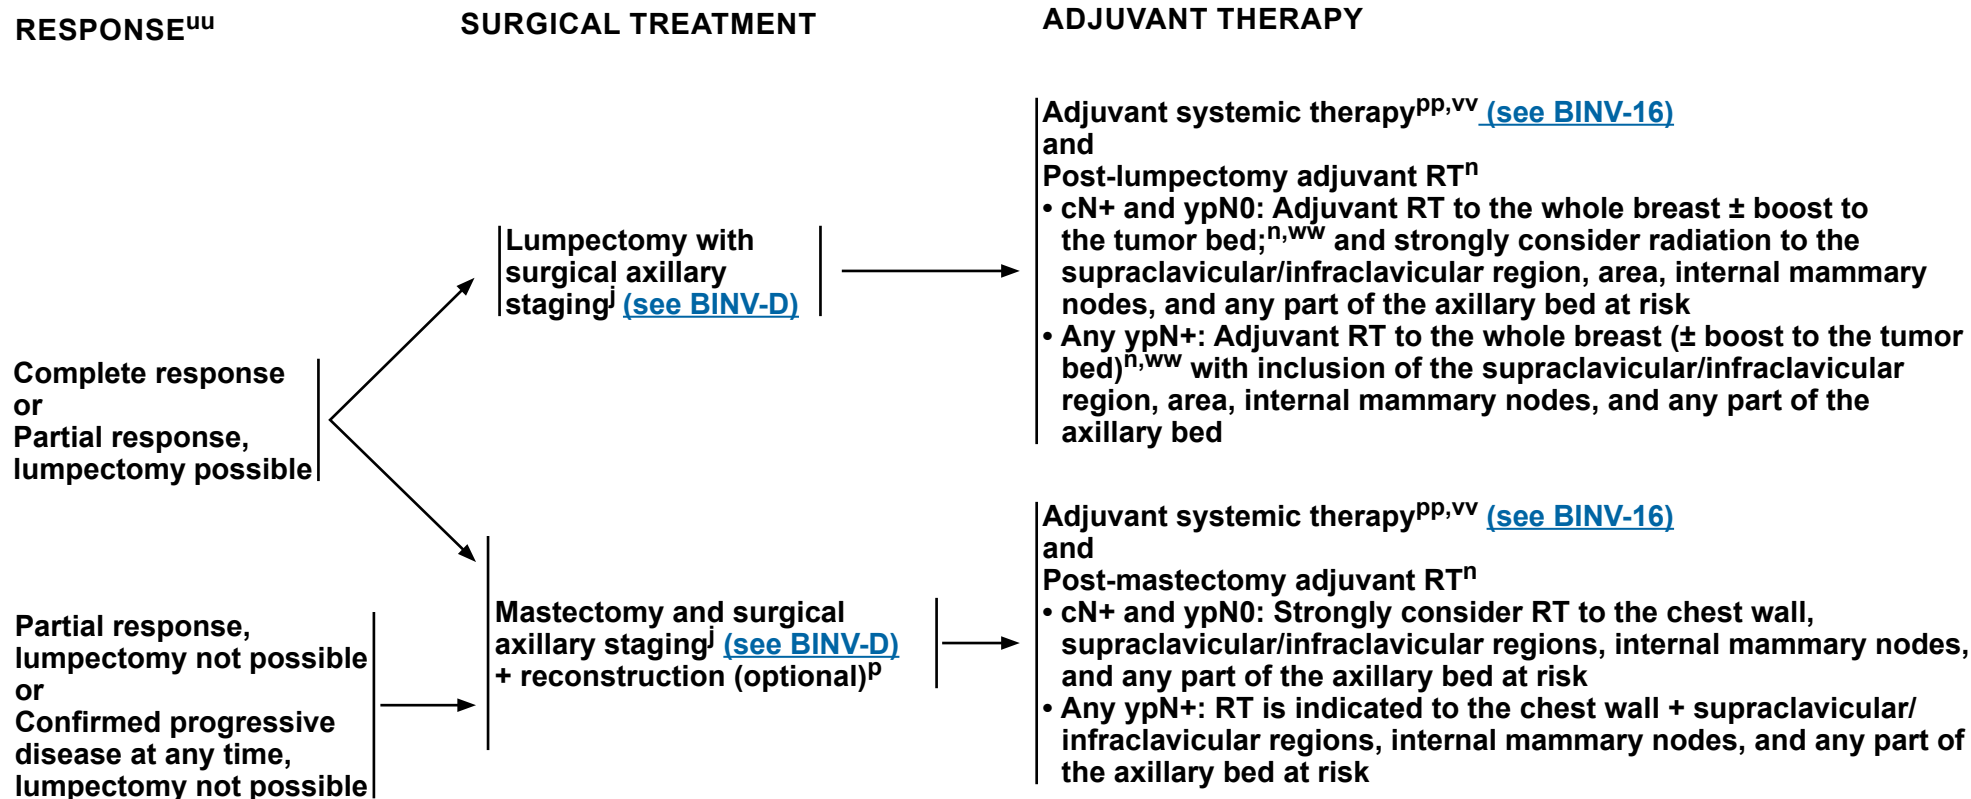 RESPONSEuu
SURGICAL TREATMENT
ADJUVANT THERAPY
Complete response
or
Partial response,
lumpectomy possible
Partial response,
lumpectomy not possible
or
Confirmed progressive
disease at any time,
lumpectomy not possible
Lumpectomy with
surgical axillary
stagingj (see BINV-D)
Mastectomy and surgical
axillary stagingj (see BINV-D)
+ reconstruction (optional)p
Adjuvant systemic therapypp,vv (see BINV-16)
and
Post-lumpectomy adjuvant RTn
• cN+ and ypN0: Adjuvant RT to the whole breast ± boost to
the tumor bed;n,ww and strongly consider radiation to the
supraclavicular/infraclavicular region, area, internal mammary
nodes, and any part of the axillary bed at risk
• Any ypN+: Adjuvant RT to the whole breast (± boost to the tumor
bed)n,ww with inclusion of the supraclavicular/infraclavicular
region, area, internal mammary nodes, and any part of the
axillary bed
Adjuvant systemic therapypp,vv (see BINV-16)
and
Post-mastectomy adjuvant RTn
• cN+ and ypN0: Strongly consider RT to the chest wall,
supraclavicular/infraclavicular regions, internal mammary nodes,
and any part of the axillary bed at risk
• Any ypN+: RT is indicated to the chest wall + supraclavicular/
infraclavicular regions, internal mammary nodes, and any part of
the axillary bed at risk